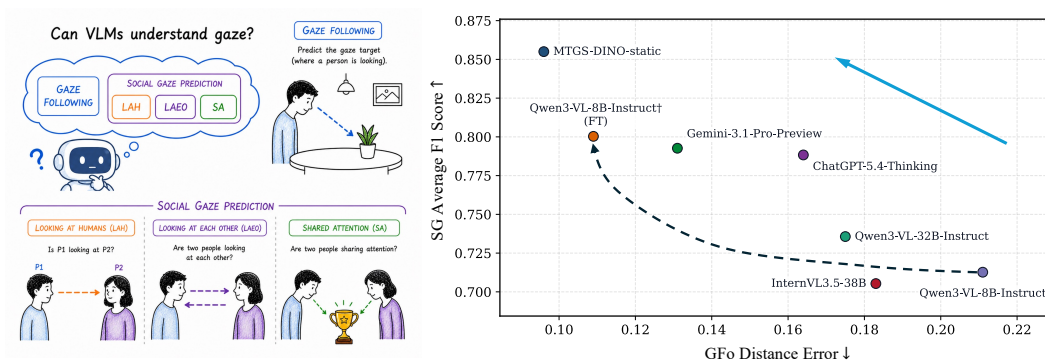 Can VLMs understand gaze?
GAZE
FOLLOWING
SOCIAL GAZE PREDICTION
LAH
LAEO
SA
?
GAZE FOLLOWING
Predict the gaze target
(where a person is looking).
SOCIAL GAZE PREDICTION
LOOKING AT HUMANS (LAH)
Is P1 looking at P2?
P1
P2
LOOKING AT EACH OTHER (LAEO)
Are two people looking
at each other?
SHARED ATTENTION (SA)
Are two people sharing attention?
SG Average F1 Score↑
0.875
0.850
0.825
0.800
0.775
0.750
0.725
0.700
MTGS-DINO-static
Qwen3-VL-8B-Instruct†
(FT)
Gemini-3.1-Pro-Preview
ChatGPT-5.4-Thinking
Qwen3-VL-32B-Instruct
InternVL3.5-38B
Qwen3-VL-8B-Instruct
0.10
0.12
0.14
0.16
0.18
0.20
0.22
GFo Distance Error↓